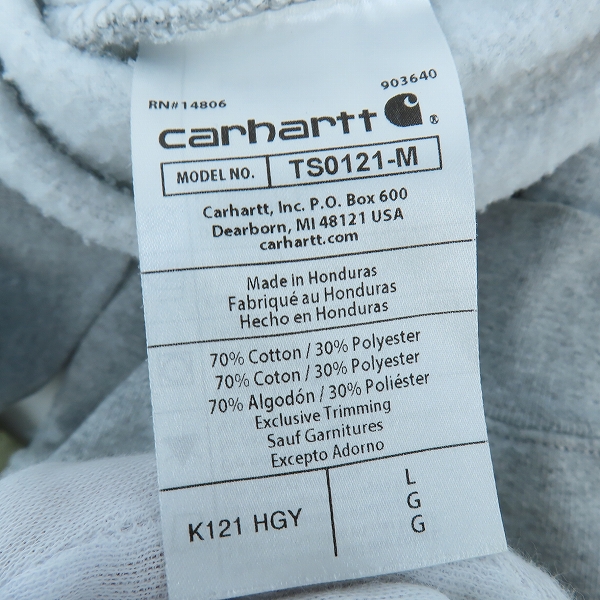 RN#14806
903640
carhartt ®
MODEL NO. TS0121-M
Carhartt, Inc. P.O. Box 600
Dearborn, MI 48121 USA
carhartt.com
Made in Honduras
Fabriqué au Honduras
Hecho en Honduras
70% Cotton / 30% Polyester
70% Coton / 30% Polyester
70% Algodón / 30% Poliéster
Exclusive Trimming
Sauf Garnitures
Excepto Adorno
K121 HGY
L
G
G